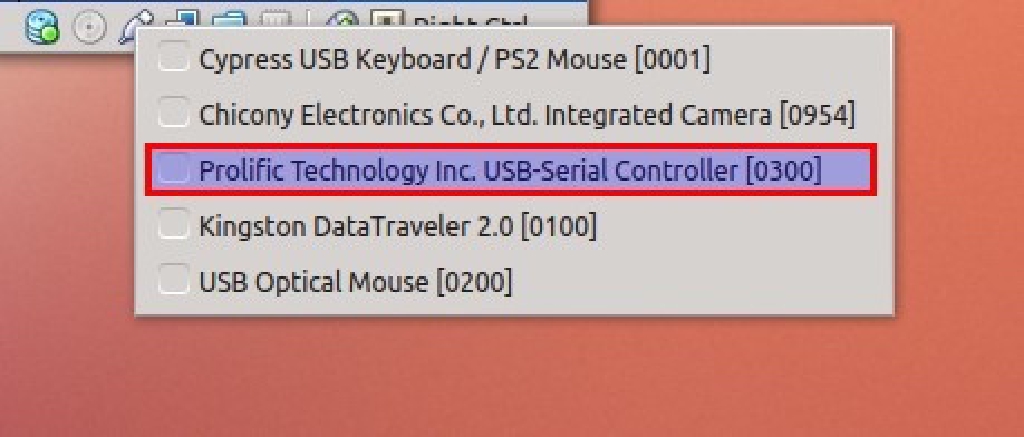 Right Ctrl
Cypress USB Keyboard / PS2 Mouse [0001]
Chicony Electronics Co., Ltd. Integrated Camera [0954]
Prolific Technology Inc. USB-Serial Controller [0300]
Kingston DataTraveler 2.0 [0100]
USB Optical Mouse [0200]